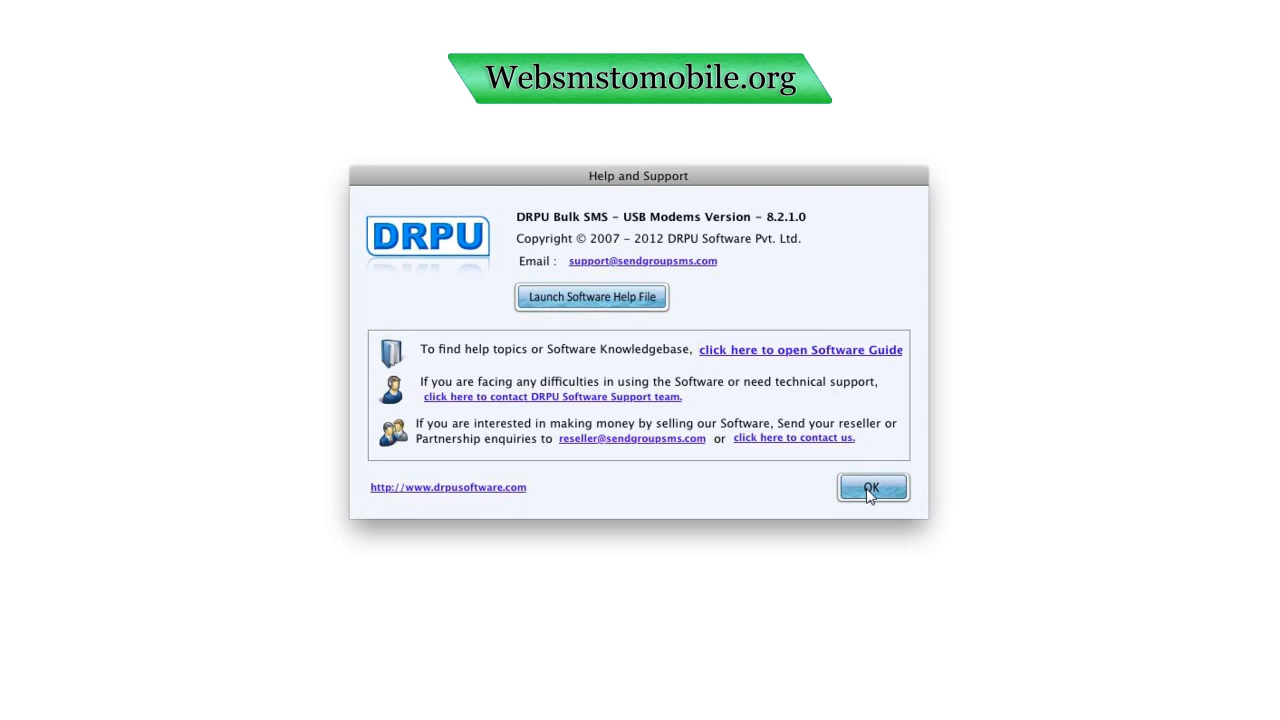 Websmstomobile.org
Help and Support
DRPU
DRPU Bulk SMS - USB Modems Version - 8.2.1.0
Copyright © 2007 - 2012 DRPU Software Pvt. Ltd.
Email : support@sendgroupsms.com
Launch Software Help File
To find help topics or Software Knowledgebase, click here to open Software Guide
If you are facing any difficulties in using the Software or need technical support,
click here to contact DRPU Software Support team.
If you are interested in making money by selling our Software, Send your reseller or
Partnership enquiries to reseller@sendgroupsms.com or click here to contact us.
http://www.drpusoftware.com
OK